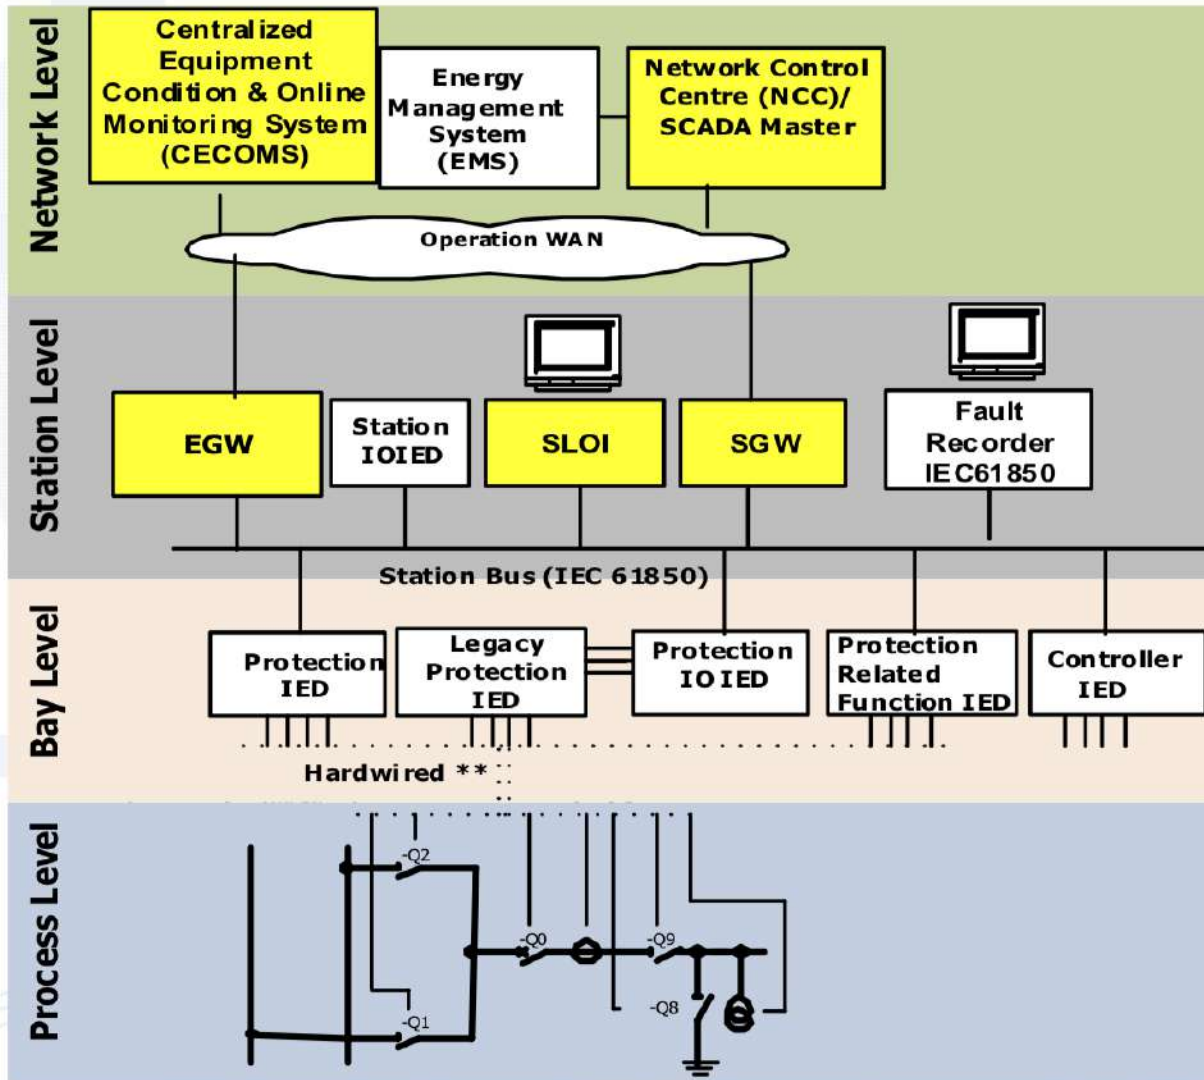 Network Level
Centralized
Equipment
Condition & Online
Monitoring System
(CECOMS)
Energy
Management
System
(EMS)
Network Control
Centre (NCC)/
SCADA Master
Operation WAN
Station Level
EGW
Station
IOIED
SLOI
SGW
Fault
Recorder
IEC61850
Station Bus (IEC 61850)
Bay Level
Protection
IED
Legacy
Protection
IED
Protection
IO IED
Protection
Related
Function IED
Controller
IED
Hardwired **
Process Level
-Q2
-Q0
-Q9
-Q8
-Q1